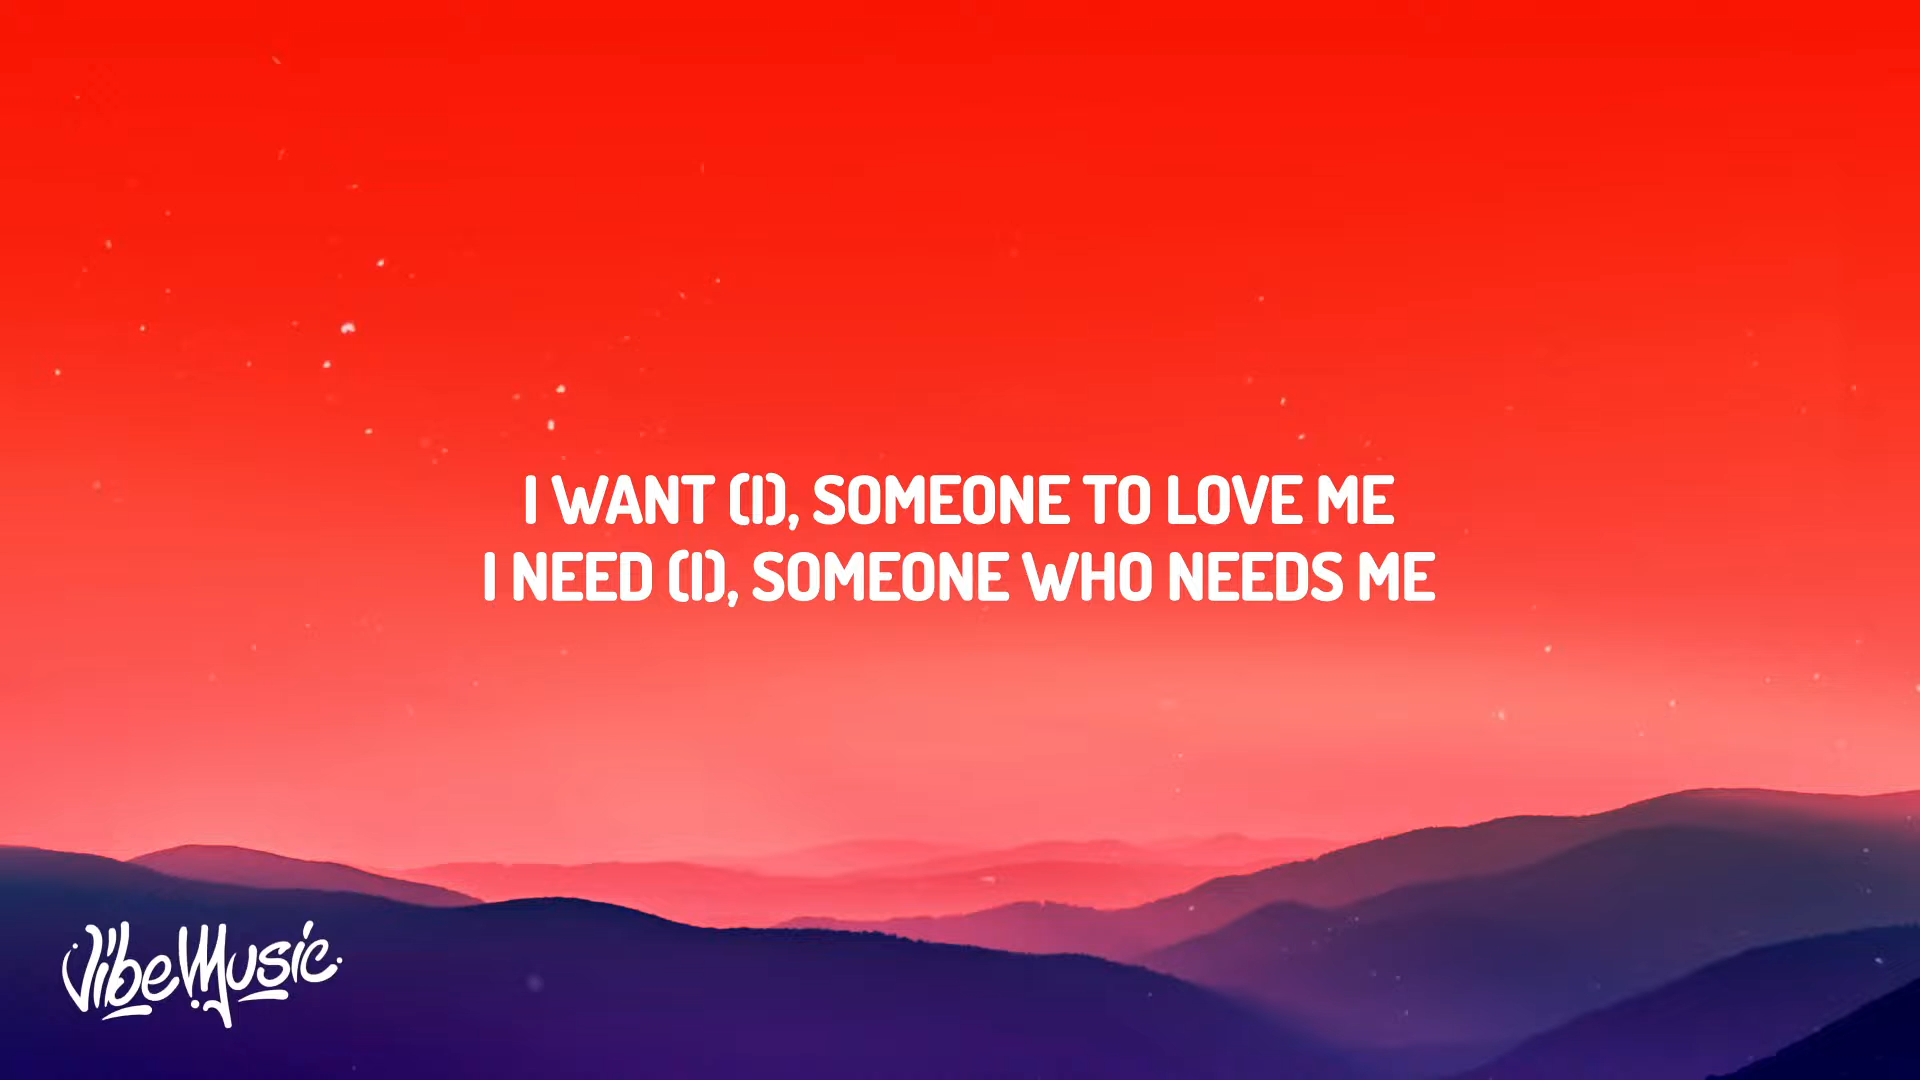 I WANT (I), SOMEONE TO LOVE ME
I NEED (I), SOMEONE WHO NEEDS ME
VibeMusic